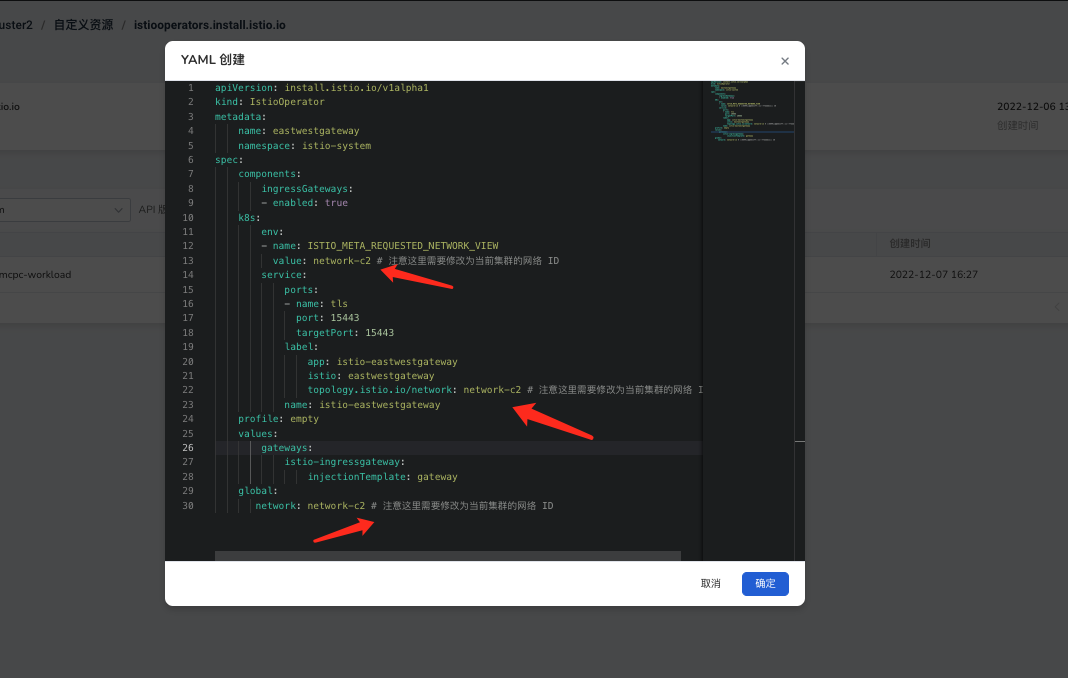 uster2 / 自定义资源 / istiooperators.install.istio.io
YAML 创建
×
io.io
2022-12-06 13
创建时间
API 版
创建时间
mcpc-workload
2022-12-07 16:27
1 apiVersion: install.istio.io/v1alpha1
2 kind: IstioOperator
3 metadata:
4 name: eastwestgateway
5 namespace: istio-system
6 spec:
7 components:
8 ingressGateways:
9 - enabled: true
10 k8s:
11 env:
12 - name: ISTIO_META_REQUESTED_NETWORK_VIEW
13 value: network-c2 # 注意这里需要修改为当前集群的网络 ID
14 service:
15 ports:
16 - name: tls
17 port: 15443
18 targetPort: 15443
19 label:
20 app: istio-eastwestgateway
21 istio: eastwestgateway
22 topology.istio.io/network: network-c2 # 注意这里需要修改为当前集群的网络 I
23 name: istio-eastwestgateway
24 profile: empty
25 values:
26 gateways:
27 istio-ingressgateway:
28 injectionTemplate: gateway
29 global:
30 network: network-c2 # 注意这里需要修改为当前集群的网络 ID
取消
确定